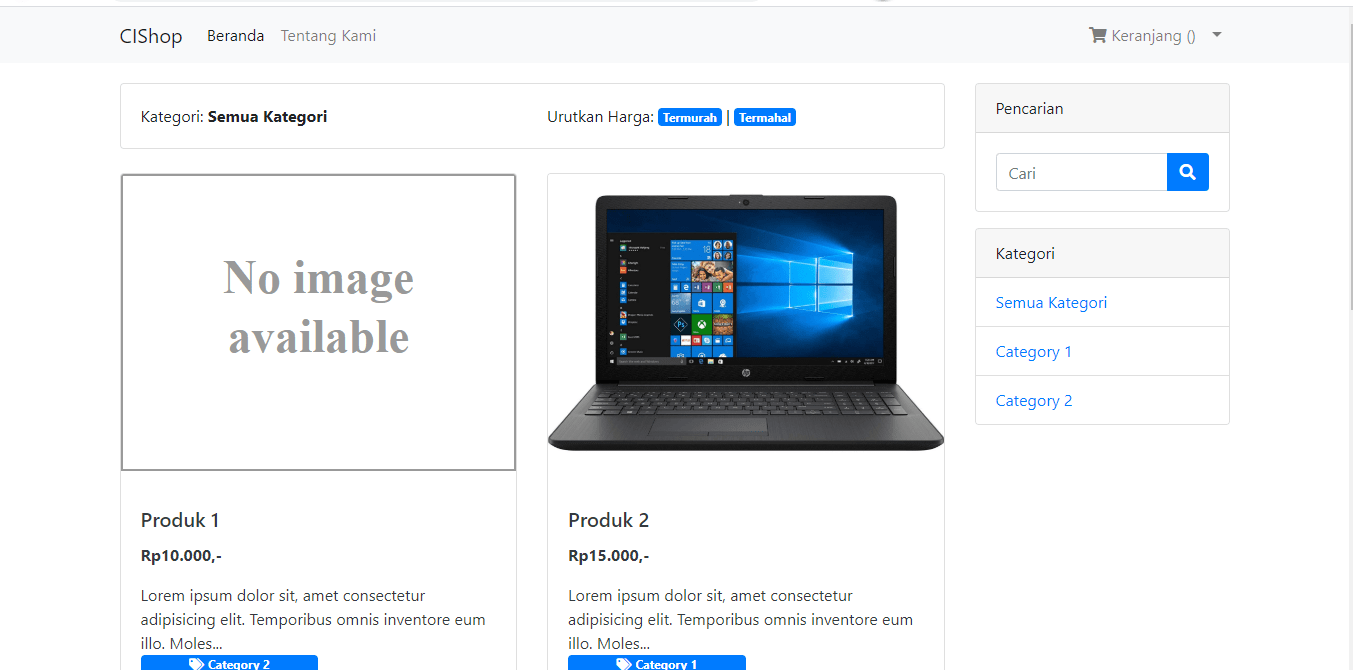 CIShop Beranda Tentang Kami Keranjang ()
Kategori: Semua Kategori
Urutkan Harga: Termurah | Termahal
No image
available
Produk 1
Rp10.000,-
Lorem ipsum dolor sit, amet consectetur
adipisicing elit. Temporibus omnis inventore eum
illo. Moles...
Category 2
Produk 2
Rp15.000,-
Lorem ipsum dolor sit, amet consectetur
adipisicing elit. Temporibus omnis inventore eum
illo. Moles...
Category 1
Pencarian
Cari
Kategori
Semua Kategori
Category 1
Category 2